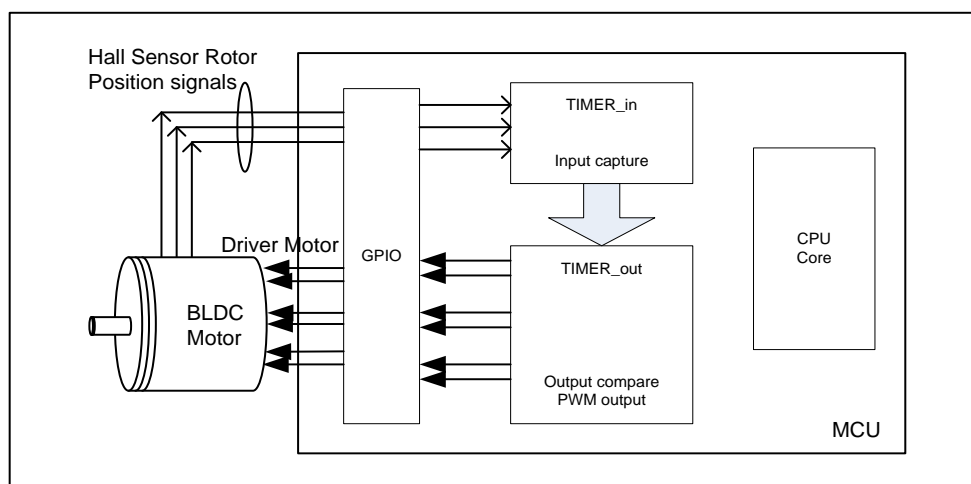 Hall Sensor Rotor
Position signals
TIMER_in
Input capture
CPU
Core
Driver Motor
GPIO
TIMER_out
BLDC
Motor
Output compare
PWM output
MCU